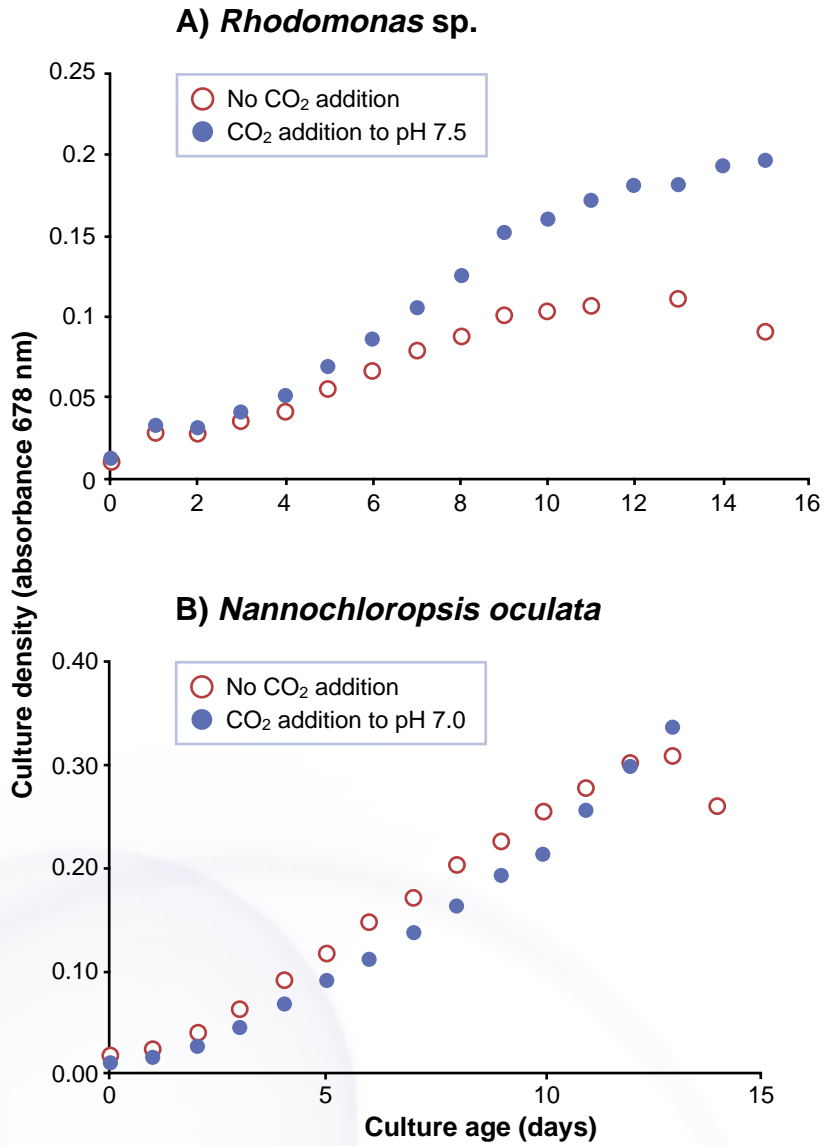 A) Rhodomonas sp.
0.25
0.2
0.15
0.1
0.05
0
No CO₂ addition
CO₂ addition to pH 7.5
0 2 4 6 8 10 12 14 16
Culture density (absorbance 678 nm)
B) Nannochloropsis oculata
0.40
0.30
0.20
0.10
0.00
No CO₂ addition
CO₂ addition to pH 7.0
0 5 10 15
Culture age (days)